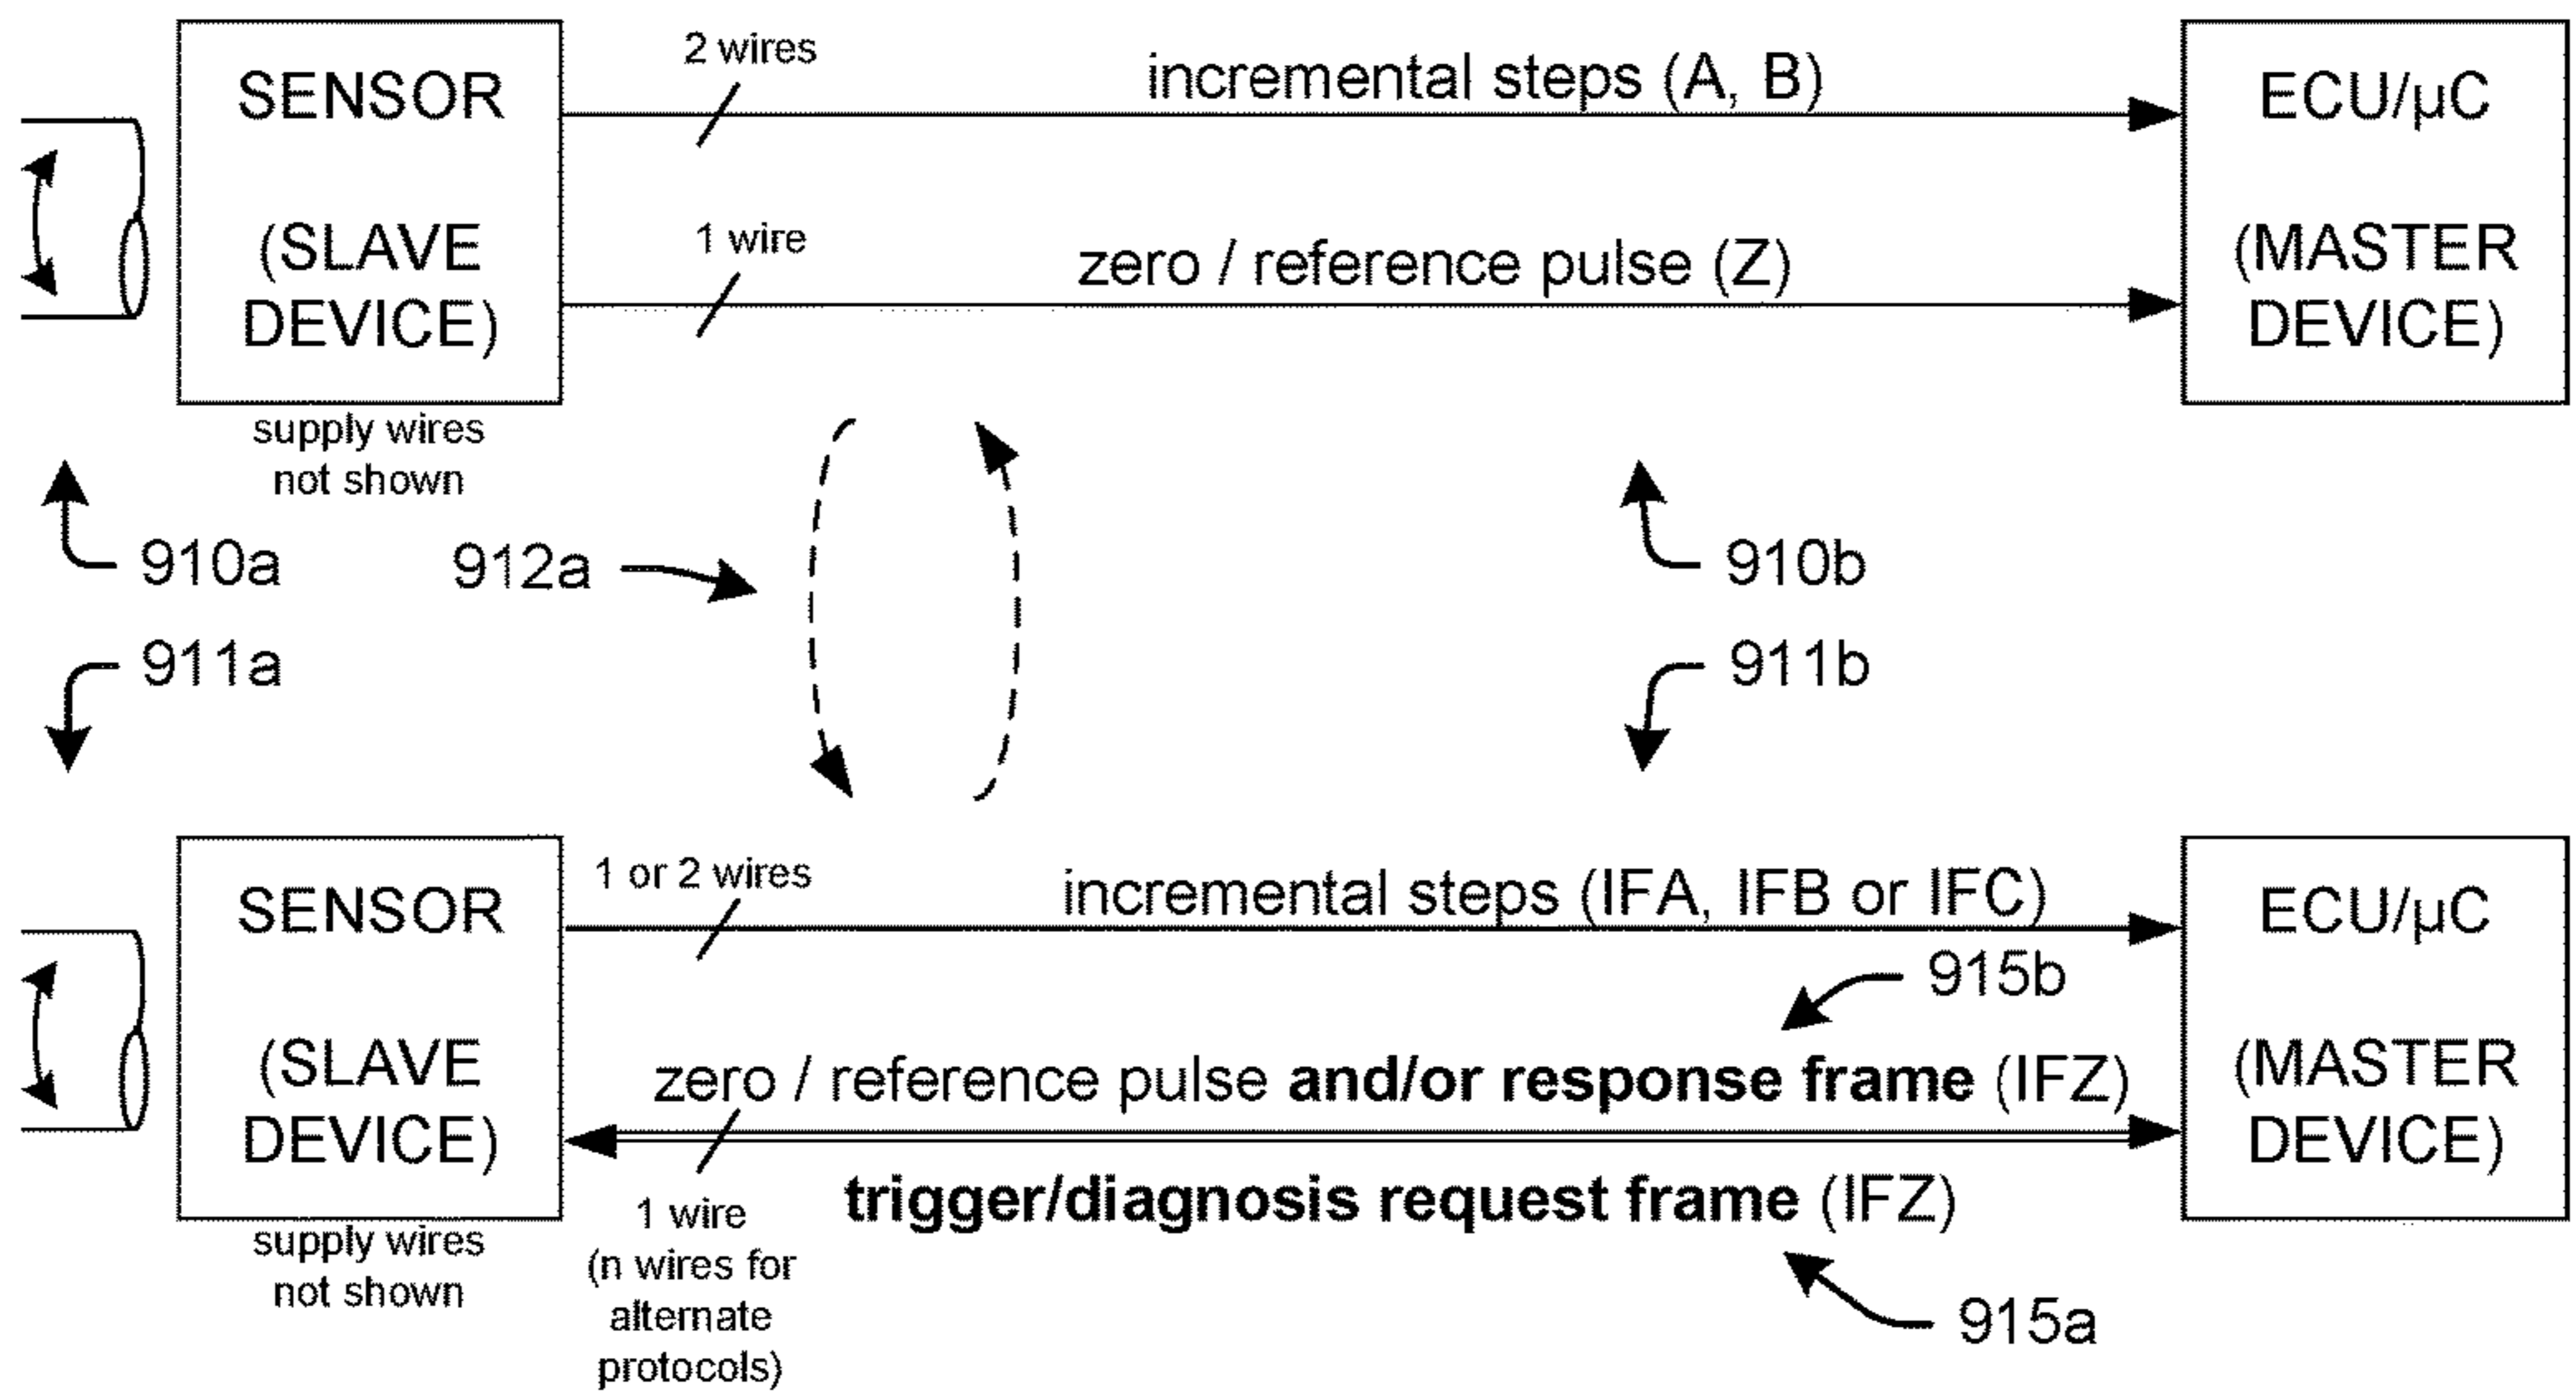 SENSOR
(SLAVE
DEVICE)
supply wires
not shown
2 wires
incremental steps (A, B)
1 wire
zero / reference pulse (Z)
ECU/µC
(MASTER
DEVICE)
910a
912a
910b
911a
911b
SENSOR
(SLAVE
DEVICE)
supply wires
not shown
1 or 2 wires
incremental steps (IFA, IFB or IFC)
915b
zero / reference pulse and/or response frame (IFZ)
trigger/diagnosis request frame (IFZ)
1 wire
(n wires for
alternate
protocols)
915a
ECU/µC
(MASTER
DEVICE)